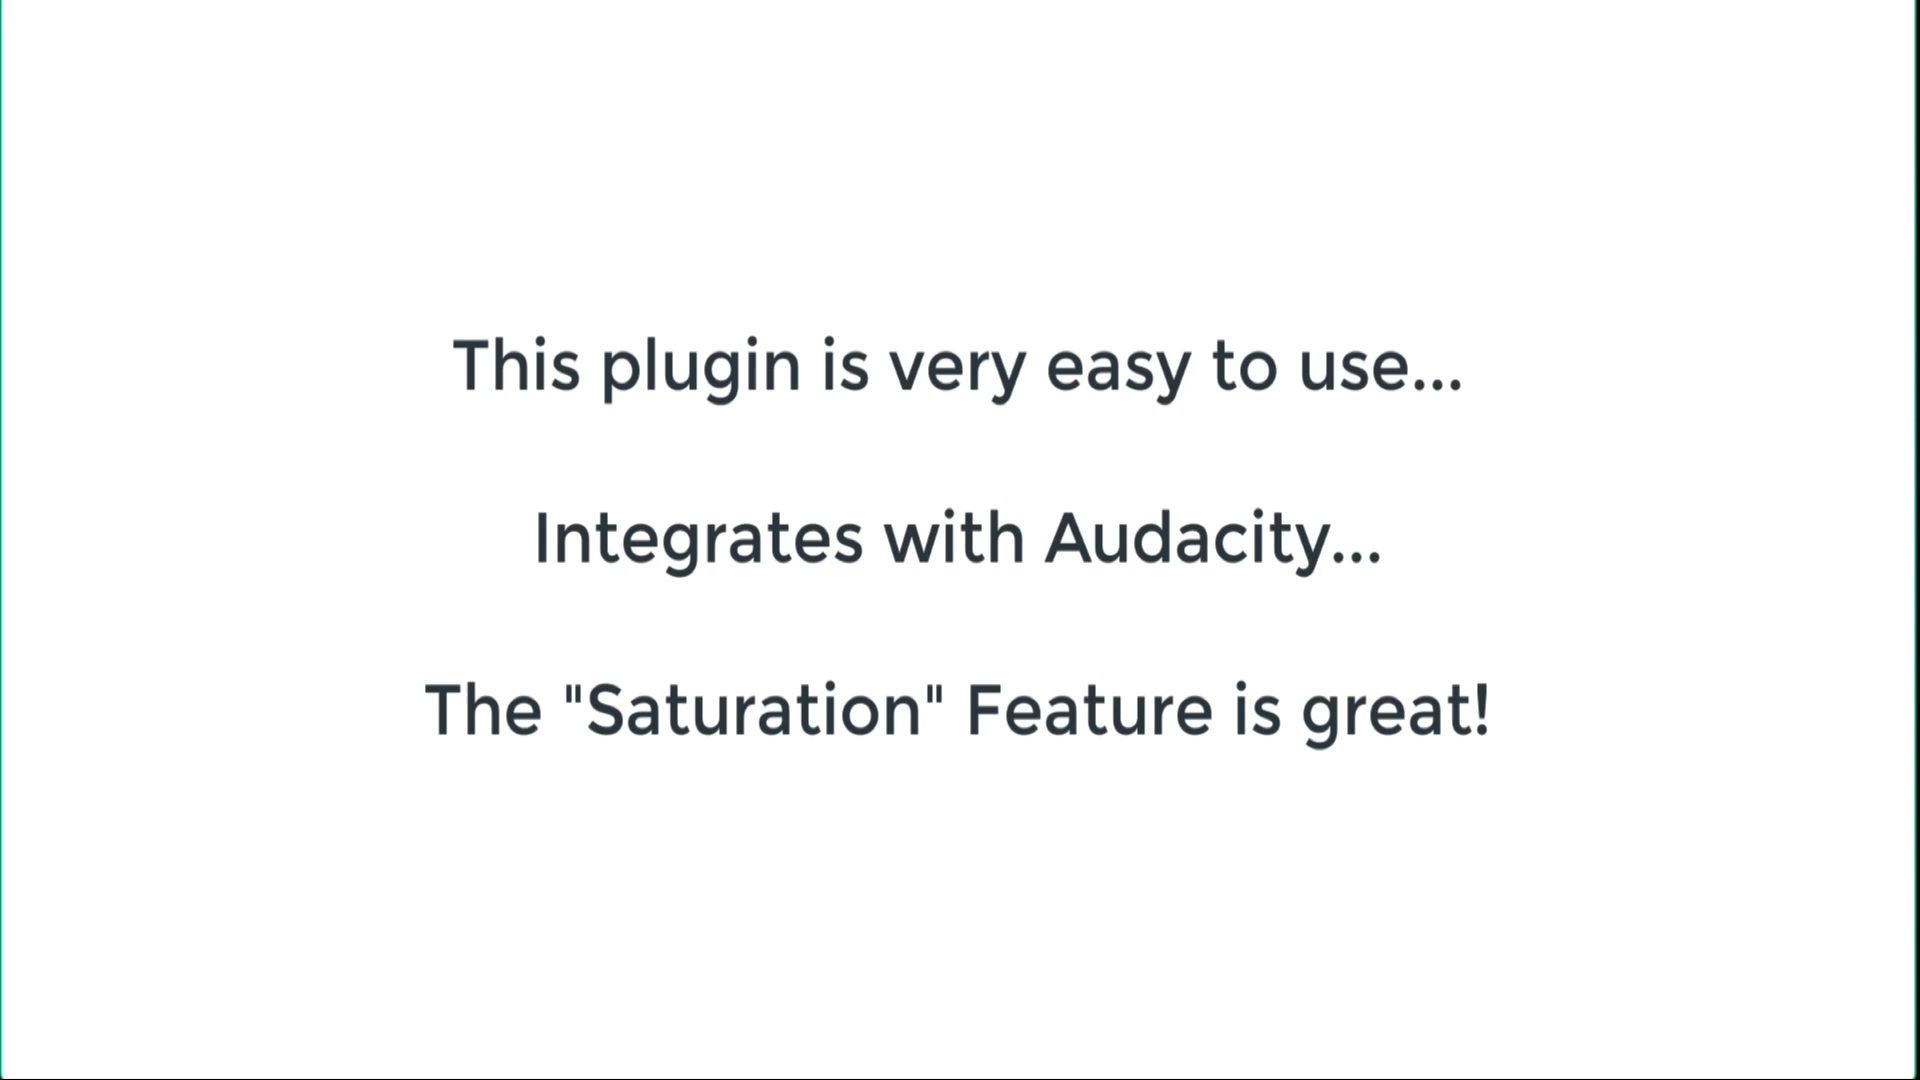 This plugin is very easy to use...
Integrates with Audacity...
The "Saturation" Feature is great!